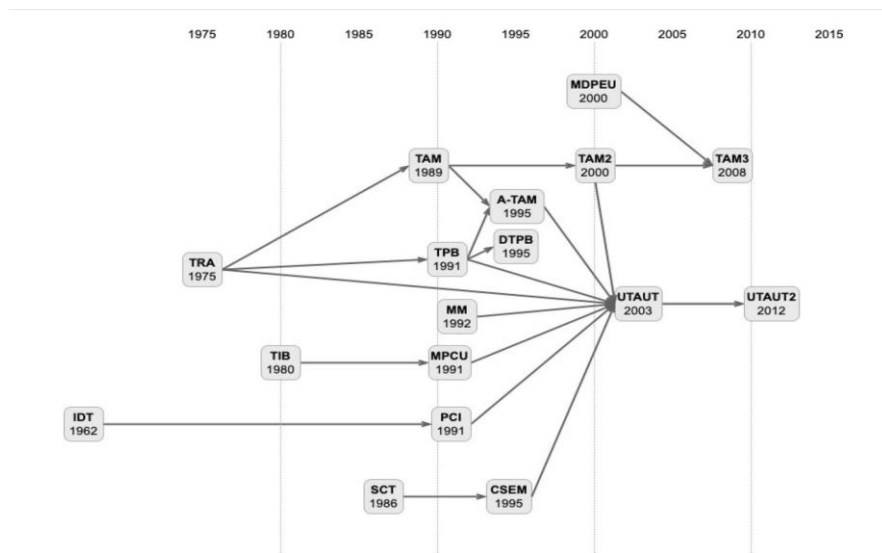 1975 1980 1985 1990 1995 2000 2005 2010 2015
MDPEU
2000
TAM
1989
TAM2
2000
TAM3
2008
A-TAM
1995
DTPB
1995
TPB
1991
TRA
1975
UTAUT
2003
UTAUT2
2012
MM
1992
TIB
1980
MPCU
1991
IDT
1962
PCI
1991
SCT
1986
CSEM
1995